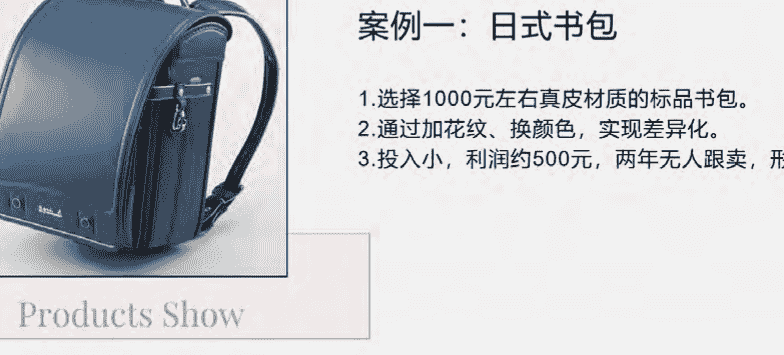 案例一：日式书包
1.选择1000元左右真皮材质的标品书包。
2.通过加花纹、换颜色，实现差异化。
3.投入小，利润约500元，两年无人跟卖，形
Products Show